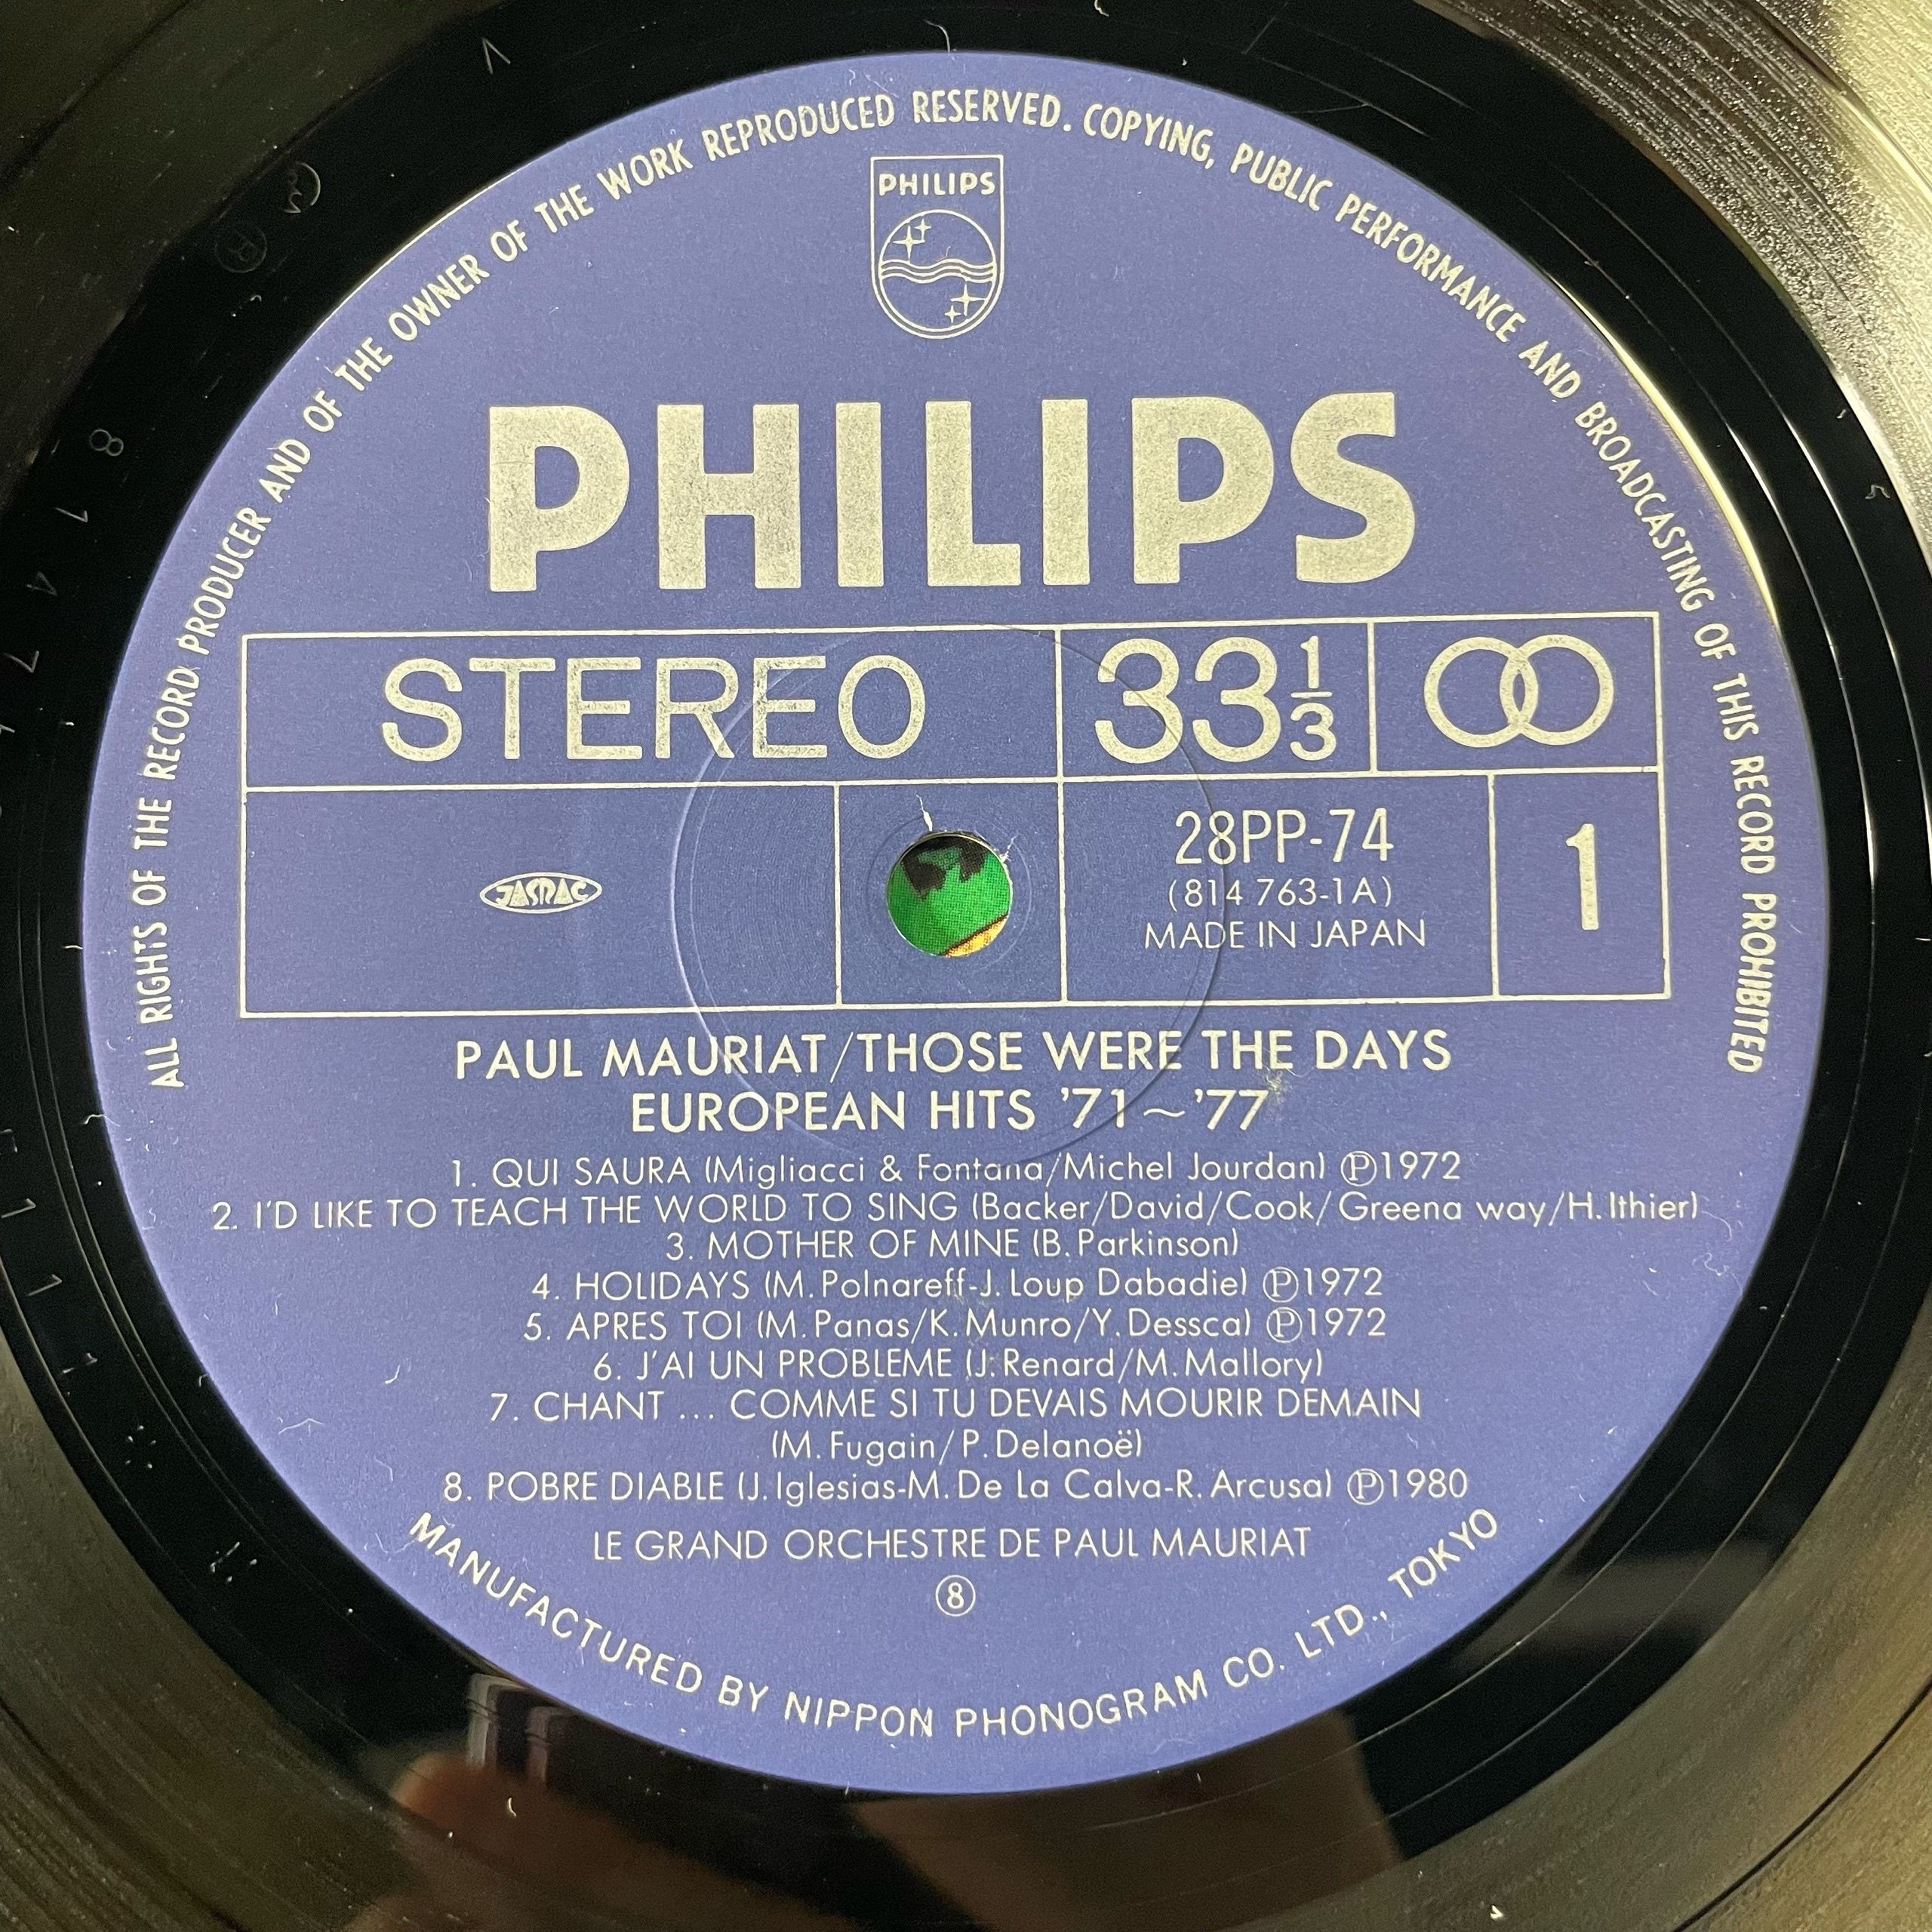 ALL RIGHTS OF THE RECORD PRODUCER AND OF THE OWNER OF THE WORK REPRODUCED RESERVED. COPYING, PUBLIC PERFORMANCE AND BROADCASTING OF THIS RECORD PROHIBITED
PHILIPS
PHILIPS
STEREO 33 1/3
JASRAC
28PP-74
(814 763-1A)
MADE IN JAPAN
1
PAUL MAURIAT/THOSE WERE THE DAYS
EUROPEAN HITS '71~'77
1. QUI SAURA (Migliacci & Fontana/Michel Jourdan) Ⓟ1972
2. I'D LIKE TO TEACH THE WORLD TO SING (Backer/David/Cook/Greena way/H. Ithier)
3. MOTHER OF MINE (B. Parkinson)
4. HOLIDAYS (M. Polnareff-J. Loup Dabadie) Ⓟ1972
5. APRES TOI (M. Panas/K. Munro/Y. Dessca) Ⓟ1972
6. J'AI UN PROBLEME (J. Renard/M. Mallory)
7. CHANT ... COMME SI TU DEVAIS MOURIR DEMAIN
(M. Fugain/P. Delanoë)
8. POBRE DIABLE (J. Iglesias-M. De La Calva-R. Arcusa) Ⓟ1980
LE GRAND ORCHESTRE DE PAUL MAURIAT
⑧
MANUFACTURED BY NIPPON PHONOGRAM CO. LTD., TOKYO